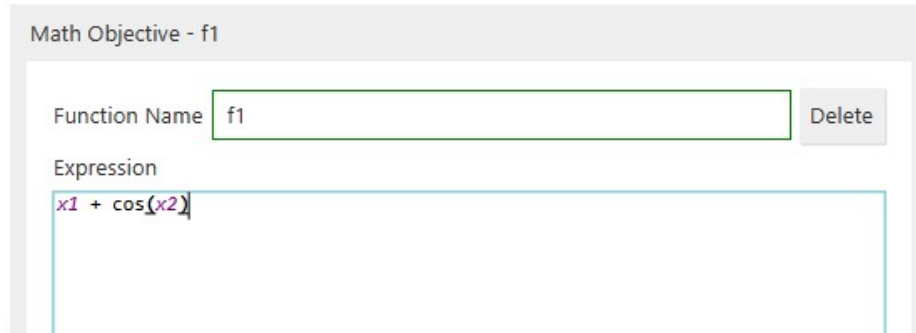 Math Objective - f1
Function Name f1 Delete
Expression
x1 + cos(x2)